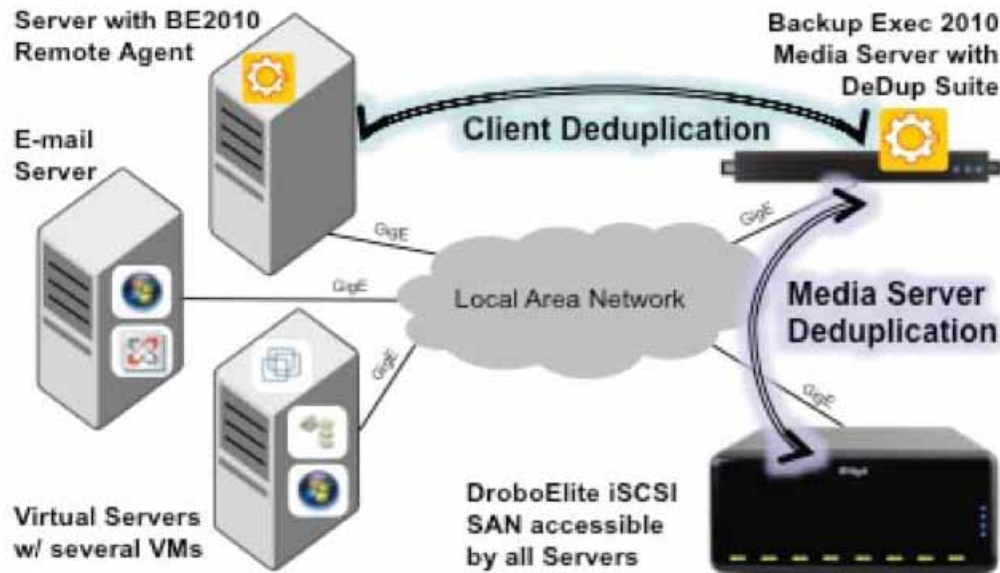 Server with BE2010
Remote Agent
Backup Exec 2010
Media Server with
DeDup Suite
Client Deduplication
E-mail
Server
GigE
GigE
GigE
Local Area Network
Media Server
Deduplication
GigE
GigE
DroboElite iSCSI
SAN accessible
by all Servers
Virtual Servers
w/ several VMs